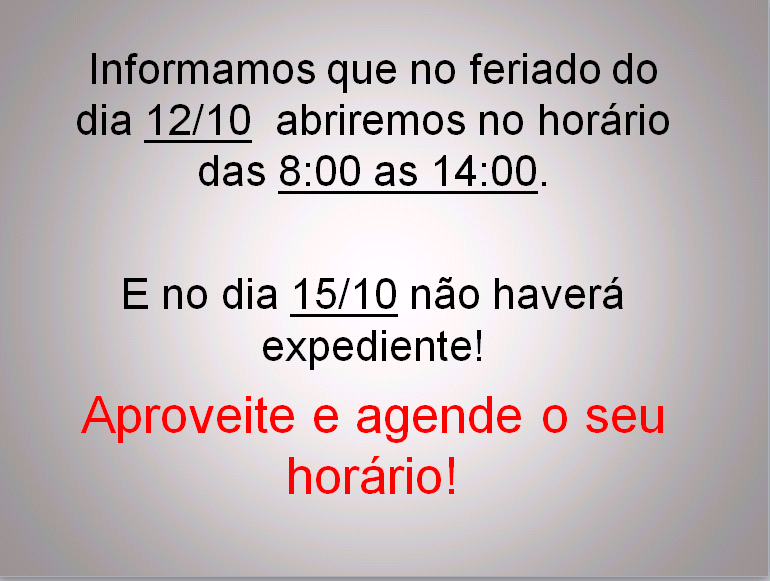 Informamos que no feriado do
dia 12/10 abriremos no horário
das 8:00 as 14:00.
E no dia 15/10 não haverá
expediente!
Aproveite e agende o seu
horário!